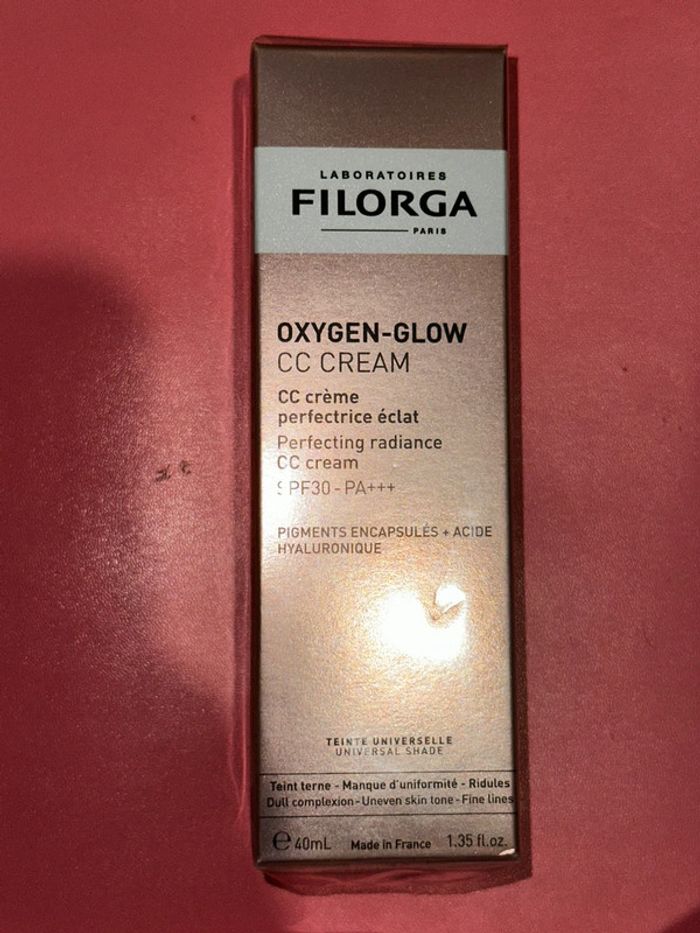 LABORATOIRES
FILORGA
PARIS
OXYGEN-GLOW
CC CREAM
CC crème
perfectrice éclat
Perfecting radiance
CC cream
SPF30 - PA+++
PIGMENTS ENCAPSULÉS + ACIDE
HYALURONIQUE
TEINTE UNIVERSELLE
UNIVERSAL SHADE
Teint terne - Manque d'uniformité - Ridules
Dull complexion - Uneven skin tone - Fine lines
℮ 40mL Made in France 1.35 fl.oz.